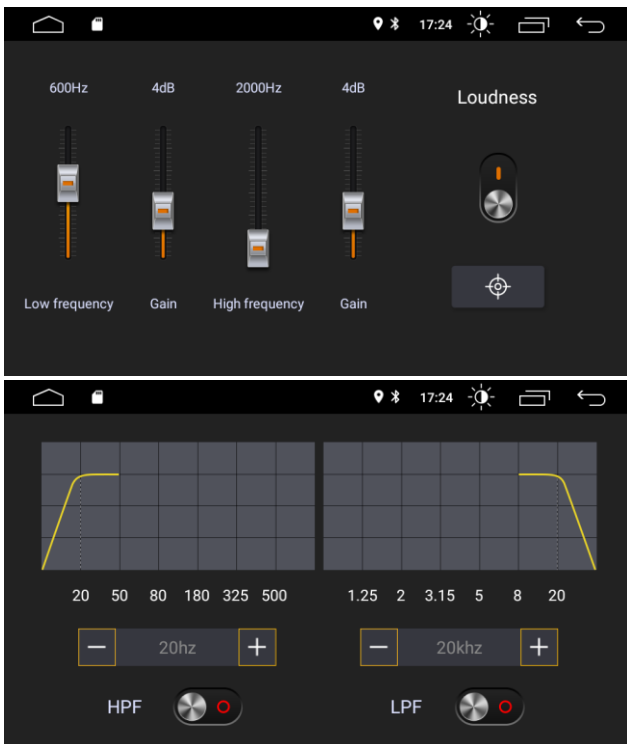 17:24
600Hz 4dB 2000Hz 4dB
Loudness
Low frequency Gain High frequency Gain
17:24
20 50 80 180 325 500 1.25 2 3.15 5 8 20
20hz 20khz
HPF LPF